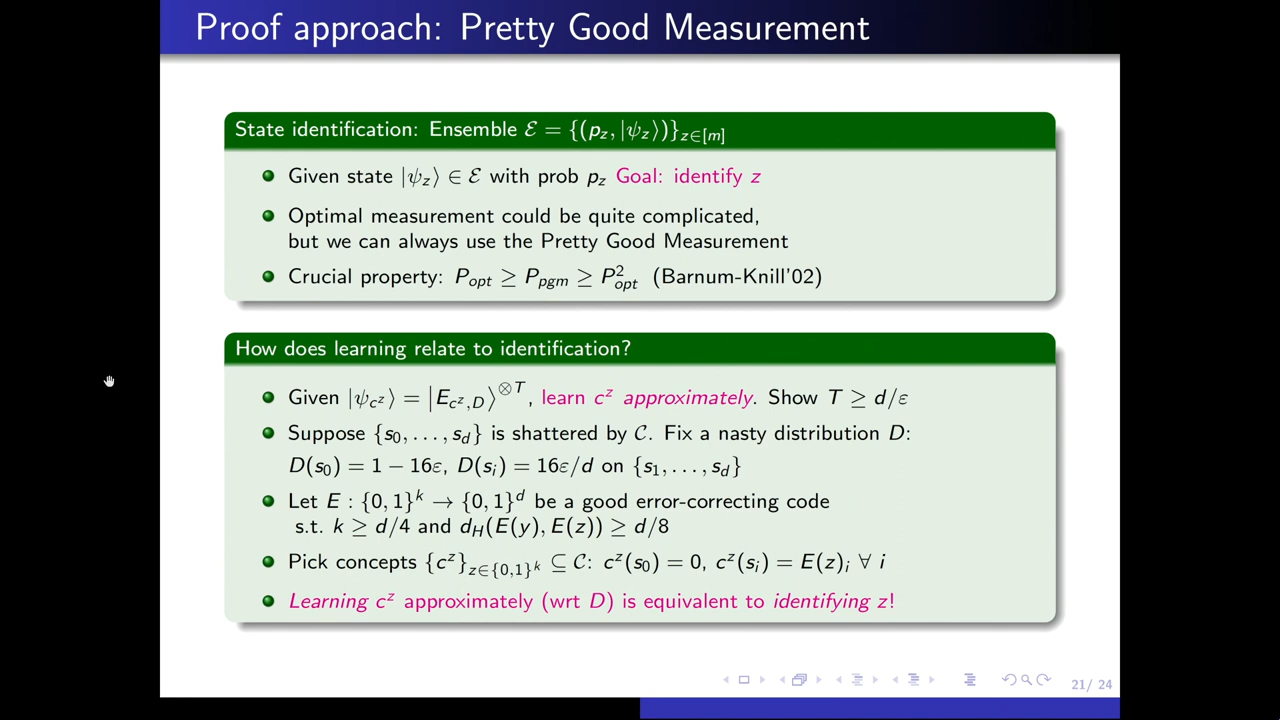 Proof approach: Pretty Good Measurement
State identification: Ensemble ℰ = {(p_z, |ψ_z⟩)}_{z∈[m]}
Given state |ψ_z⟩ ∈ ℰ with prob p_z Goal: identify z
Optimal measurement could be quite complicated,
but we can always use the Pretty Good Measurement
Crucial property: P_opt ≥ P_pgm ≥ P²_opt (Barnum-Knill'02)
How does learning relate to identification?
Given |ψ_{c^z}⟩ = |E_{c^z,D}⟩^{⊗T}, learn c^z approximately. Show T ≥ d/ε
Suppose {s_0, . . . , s_d} is shattered by 𝒞. Fix a nasty distribution D:
D(s_0) = 1 − 16ε, D(s_i) = 16ε/d on {s_1, . . . , s_d}
Let E : {0, 1}^k → {0, 1}^d be a good error-correcting code
s.t. k ≥ d/4 and d_H(E(y), E(z)) ≥ d/8
Pick concepts {c^z}_{z∈{0,1}^k} ⊆ 𝒞: c^z(s_0) = 0, c^z(s_i) = E(z)_i ∀ i
Learning c^z approximately (wrt D) is equivalent to identifying z!
21/ 24